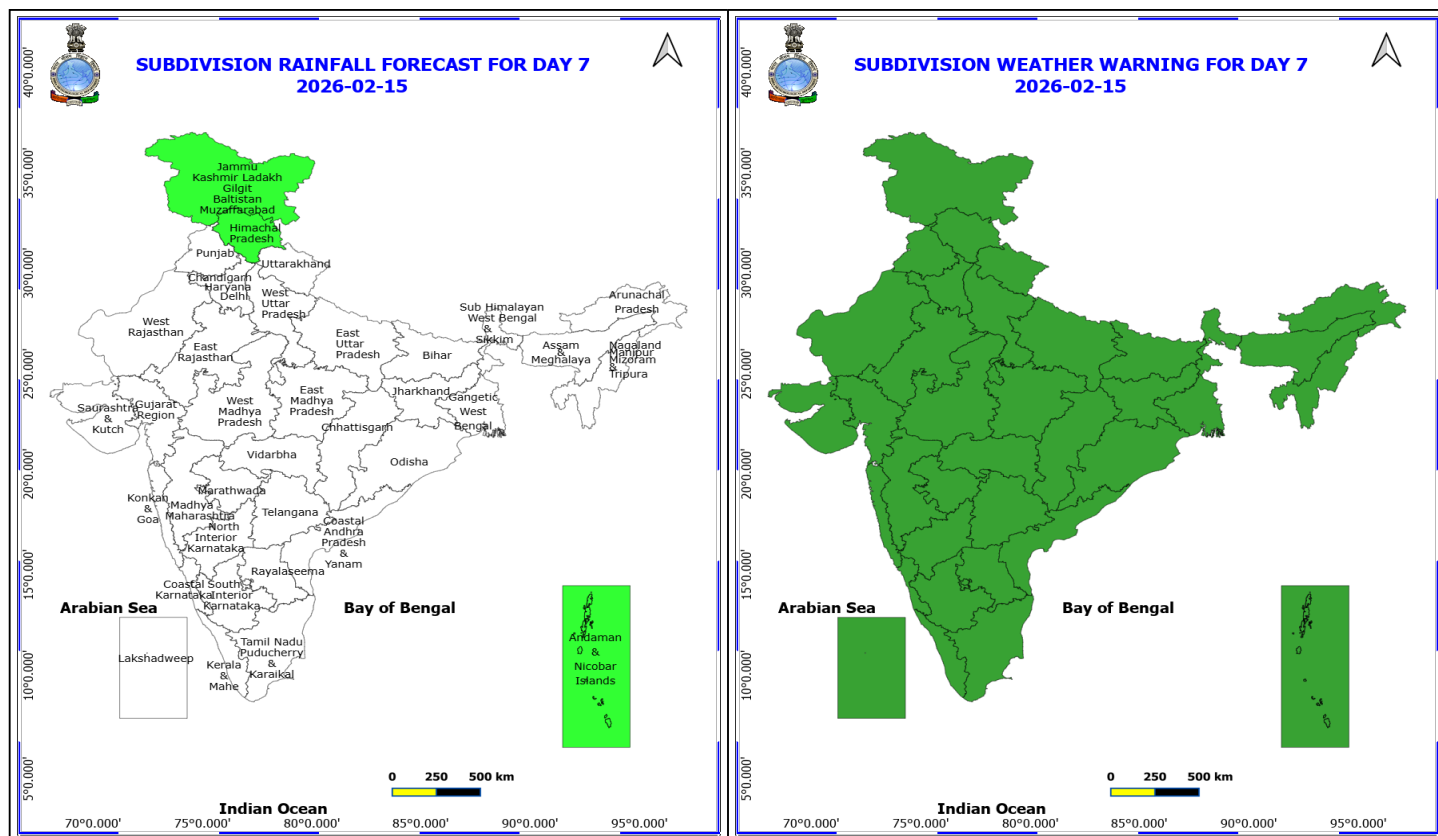 SUBDIVISION RAINFALL FORECAST FOR DAY 7
2026-02-15
40°0.000'
35°0.000'
30°0.000'
25°0.000'
20°0.000'
15°0.000'
10°0.000'
5°0.000'
Jammu
Kashmir Ladakh
Gilgit
Baltistan
Muzaffarabad
Himachal
Pradesh
Punjab
Uttarakhand
Chandigarh
Haryana
Delhi
West
Uttar
Pradesh
West
Rajasthan
East
Rajasthan
East
Uttar
Pradesh
Bihar
Sub Himalayan
West Bengal
&
Sikkim
Arunachal
Pradesh
Assam
&
Meghalaya
Nagaland
Manipur
Mizoram
&
Tripura
Saurashtra
&
Kutch
Gujarat
Region
West
Madhya
Pradesh
East
Madhya
Pradesh
Jharkhand
Gangetic
West
Bengal
Chhattisgarh
Vidarbha
Odisha
Konkan
&
Goa
Madhya
Maharashtra
Marathwada
Telangana
North
Interior
Karnataka
Coastal
Andhra
Pradesh
&
Yanam
Rayalaseema
Coastal
Karnataka
South
Interior
Karnataka
Arabian Sea
Bay of Bengal
Lakshadweep
Kerala
&
Mahe
Tamil Nadu
Puducherry
&
Karaikal
Andaman
&
Nicobar
Islands
0 250 500 km
Indian Ocean
70°0.000' 75°0.000' 80°0.000' 85°0.000' 90°0.000' 95°0.000'
SUBDIVISION WEATHER WARNING FOR DAY 7
2026-02-15
40°0.000'
35°0.000'
30°0.000'
25°0.000'
20°0.000'
15°0.000'
10°0.000'
5°0.000'
Arabian Sea
Bay of Bengal
0 250 500 km
Indian Ocean
70°0.000' 75°0.000' 80°0.000' 85°0.000' 90°0.000' 95°0.000'